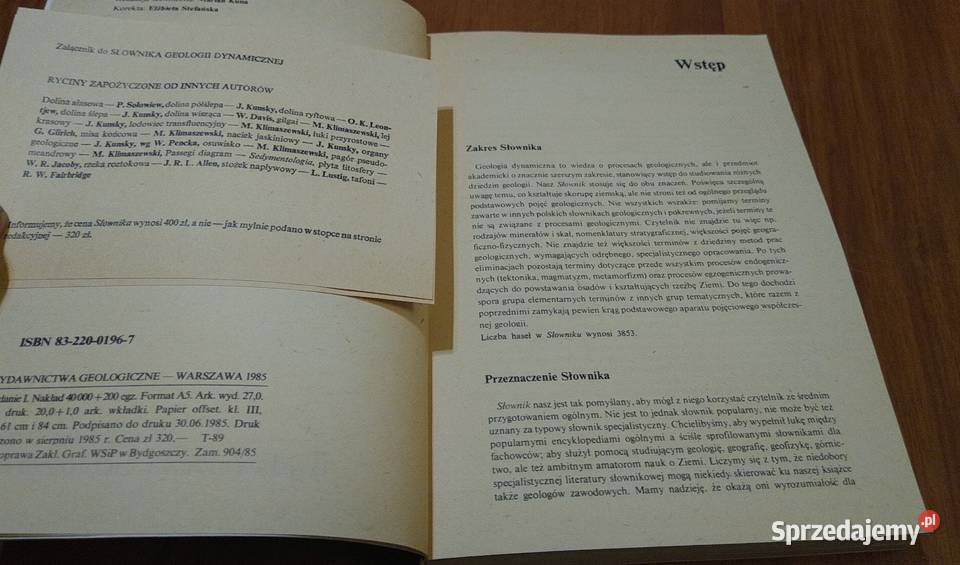 Korekta: Elżbieta Stefańska
Załącznik do SŁOWNIKA GEOLOGII DYNAMICZNEJ
RYCINY ZAPOŻYCZONE OD INNYCH AUTORÓW
Dolina alasowa — P. Sołowiew, dolina półślepa — J. Kunsky, dolina ryftowa — O. K. Leon-
tjew, dolina ślepa — J. Kunsky, dolina wisząca — W. Davis, gilgai — M. Klimaszewski, lej
krasowy — J. Kunsky, lodowiec transfluencyjny — M. Klimaszewski, łuki przyrostowe —
G. Gürich, misa końcowa — M. Klimaszewski, naciek jaskiniowy — J. Kunsky, organy
geologiczne — J. Kunsky, wg W. Pencka, osuwisko — M. Klimaszewski, pagór pseudo-
meandrowy — M. Klimaszewski, Passegi diagram — Sedymentologia, płyta litosfery —
W. R. Jacoby, rzeka roztokowa — J. R. L. Allen, stożek napływowy — L. Lustig, tafoni —
R. W. Fairbridge
Informujemy, że cena Słownika wynosi 400 zł, a nie — jak mylnie podano w stopce na stronie
redakcyjnej — 320 zł.
ISBN 83-220-0196-7
WYDAWNICTWA GEOLOGICZNE — WARSZAWA 1985
danie I. Nakład 40 000 + 200 egz. Format A5. Ark. wyd. 27,0.
druk. 20,0 + 1,0 ark. wkładki. Papier offset. kl. III,
61 cm i 84 cm. Podpisano do druku 30.06.1985. Druk
zono w sierpniu 1985 r. Cena zł 320,— T-89
oprawa Zakł. Graf. WSiP w Bydgoszczy. Zam. 904/85
Wstęp
Zakres Słownika
Geologia dynamiczna to wiedza o procesach geologicznych, ale i przedmiot
akademicki o znacznie szerszym zakresie, stanowiący wstęp do studiowania różnych
dziedzin geologii. Nasz Słownik stosuje się do obu znaczeń. Poświęca szczególną
uwagę temu, co kształtuje skorupę ziemską, ale nie stroni też od ogólnego przeglądu
podstawowych pojęć geologicznych. Nie wszystkich wszakże: pomijamy terminy
zawarte w innych polskich słownikach geologicznych i pokrewnych, jeżeli terminy te
nie są związane z procesami geologicznymi. Czytelnik nie znajdzie tu więc np.
rodzajów minerałów i skał, nomenklatury stratygraficznej, większości pojęć geogra-
ficzno-fizycznych. Nie znajdzie też większości terminów z dziedziny metod prac
geologicznych, wymagających odrębnego, specjalistycznego opracowania. Po tych
eliminacjach pozostają terminy dotyczące przede wszystkim procesów endogenicz-
nych (tektonika, magmatyzm, metamorfizm) oraz procesów egzogenicznych prowa-
dzących do powstawania osadów i kształtujących rzeźbę Ziemi. Do tego dochodzi
spora grupa elementarnych terminów z innych grup tematycznych, które razem z
poprzednimi zamykają pewien krąg podstawowego aparatu pojęciowego współczes-
nej geologii.
Liczba haseł w Słowniku wynosi 3853.
Przeznaczenie Słownika
Słownik nasz jest tak pomyślany, aby mógł z niego korzystać czytelnik ze średnim
przygotowaniem ogólnym. Nie jest to jednak słownik popularny, nie może być też
uznany za typowy słownik specjalistyczny. Chcielibyśmy, aby wypełnił lukę między
popularnymi encyklopediami ogólnymi a ściśle sprofilowanymi słownikami dla
fachowców; aby służył pomocą studiującym geologię, geografię, geofizykę, górnic-
two, ale też ambitnym amatorom nauk o Ziemi. Liczymy się z tym, że niedobory
specjalistycznej literatury słownikowej mogą niekiedy skierować ku naszej książce
także geologów zawodowych. Mamy nadzieję, że okażą oni wyrozumiałość dla
Sprzedajemy.pl